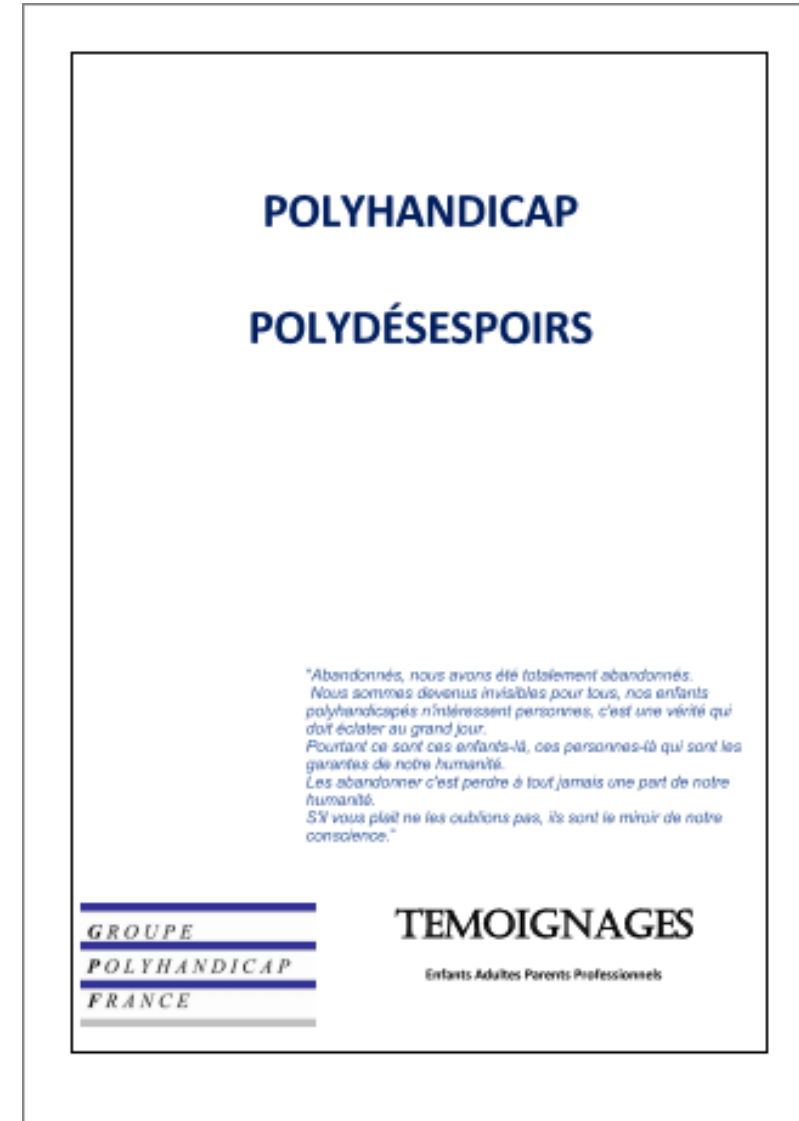 POLYHANDICAP
POLYDÉSESPOIRS
"Abandonnés, nous avons été totalement abandonnés.
Nous sommes devenus invisibles pour tous, nos enfants
polyhandicapés n'intéressent personnes, c'est une vérité qui
doit éclater au grand jour.
Pourtant ce sont ces enfants-là, ces personnes-là qui sont les
garantes de notre humanité.
Les abandonner c'est perdre à tout jamais une part de notre
humanité.
S'il vous plait ne les oublions pas, ils sont le miroir de notre
conscience."
GROUPE
POLYHANDICAP
FRANCE
TEMOIGNAGES
Enfants Adultes Parents Professionnels